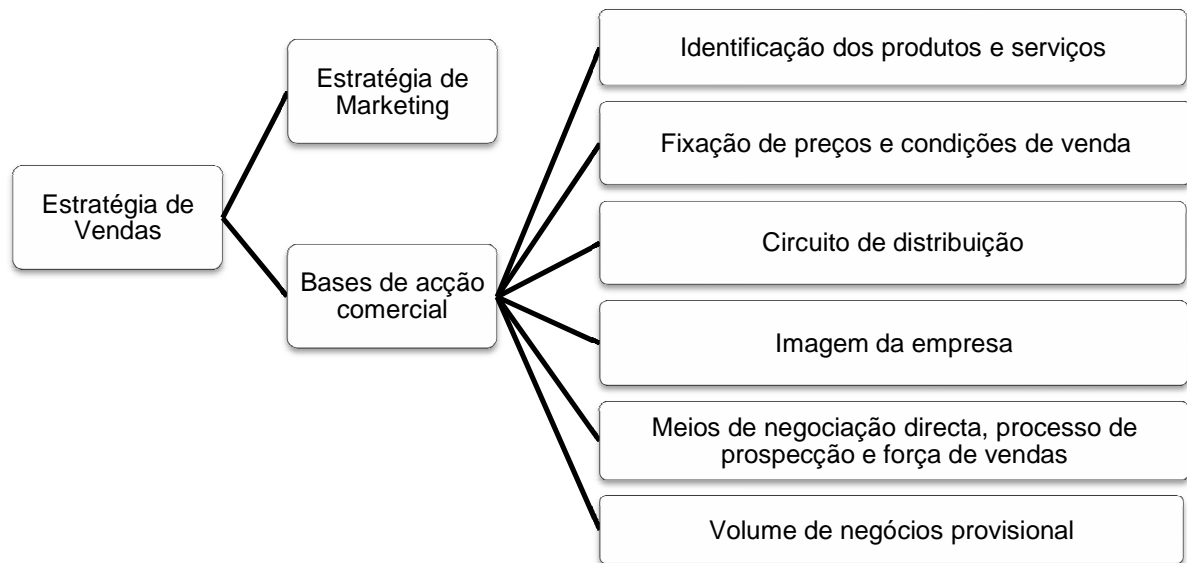 Estratégia de
Vendas
Estratégia de
Marketing
Bases de acção
comercial
Identificação dos produtos e serviços
Fixação de preços e condições de venda
Circuito de distribuição
Imagem da empresa
Meios de negociação directa, processo de
prospecção e força de vendas
Volume de negócios provisional